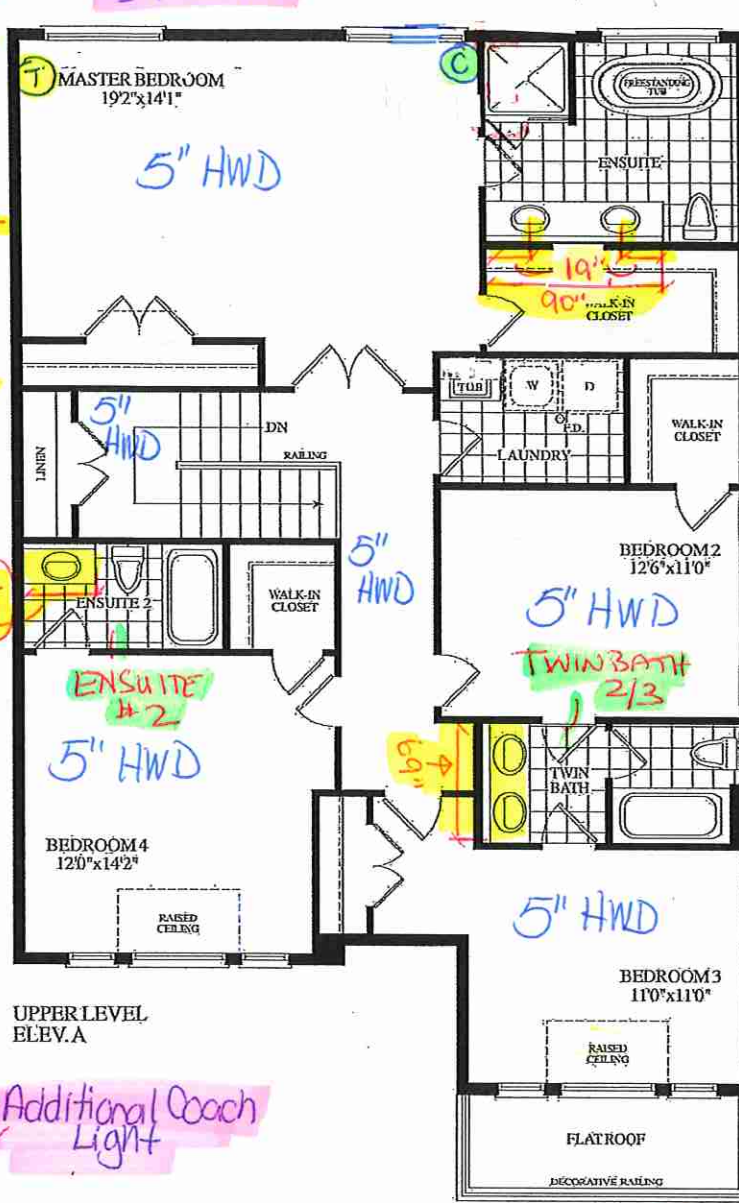 T
MASTER BEDROOM
19'2"x14'1"
C
FREESTANDING
TUB
ENSUITE
5" HWD
19"
90"
WALK-IN
CLOSET
TUB
W
D
F.D.
LAUNDRY
WALK-IN
CLOSET
LINEN
5"
HWD
DN
RAILING
BEDROOM 2
12'6"x11'0"
5"
HWD
5" HWD
ENSUITE 2
WALK-IN
CLOSET
TWIN BATH
2/3
ENSUITE
#2
5" HWD
69"
TWIN
BATH
BEDROOM 4
12'0"x14'2"
RAISED
CEILING
5" HWD
BEDROOM 3
11'0"x11'0"
UPPER LEVEL
ELEV. A
RAISED
CEILING
Additional Coach
Light
FLAT ROOF
DECORATIVE RAILING